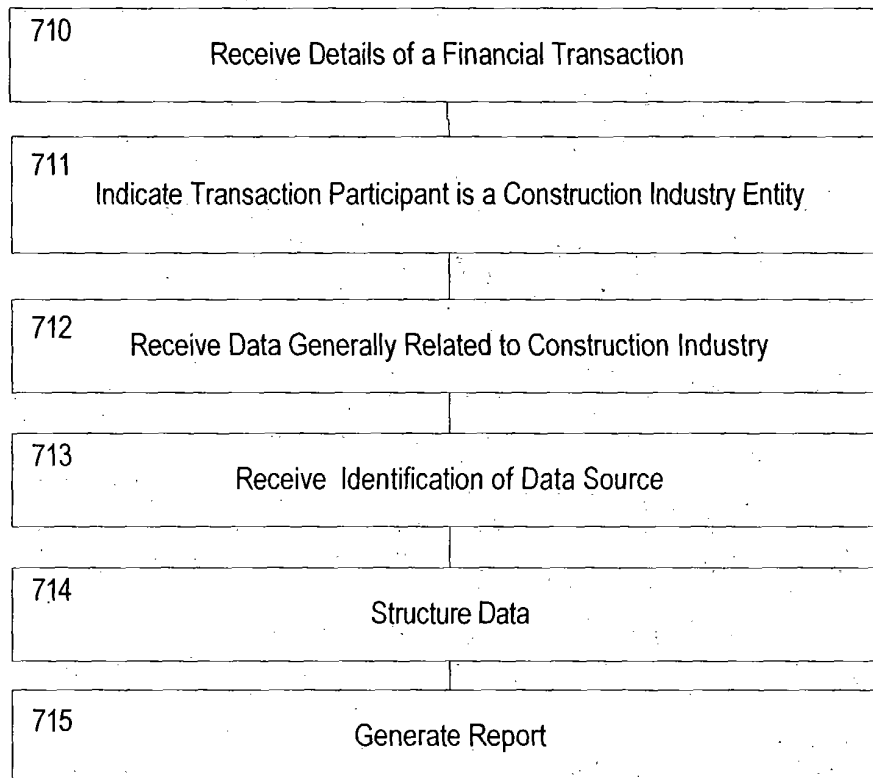 710
Receive Details of a Financial Transaction
711
Indicate Transaction Participant is a Construction Industry Entity
712
Receive Data Generally Related to Construction Industry
713
Receive Identification of Data Source
714
Structure Data
715
Generate Report